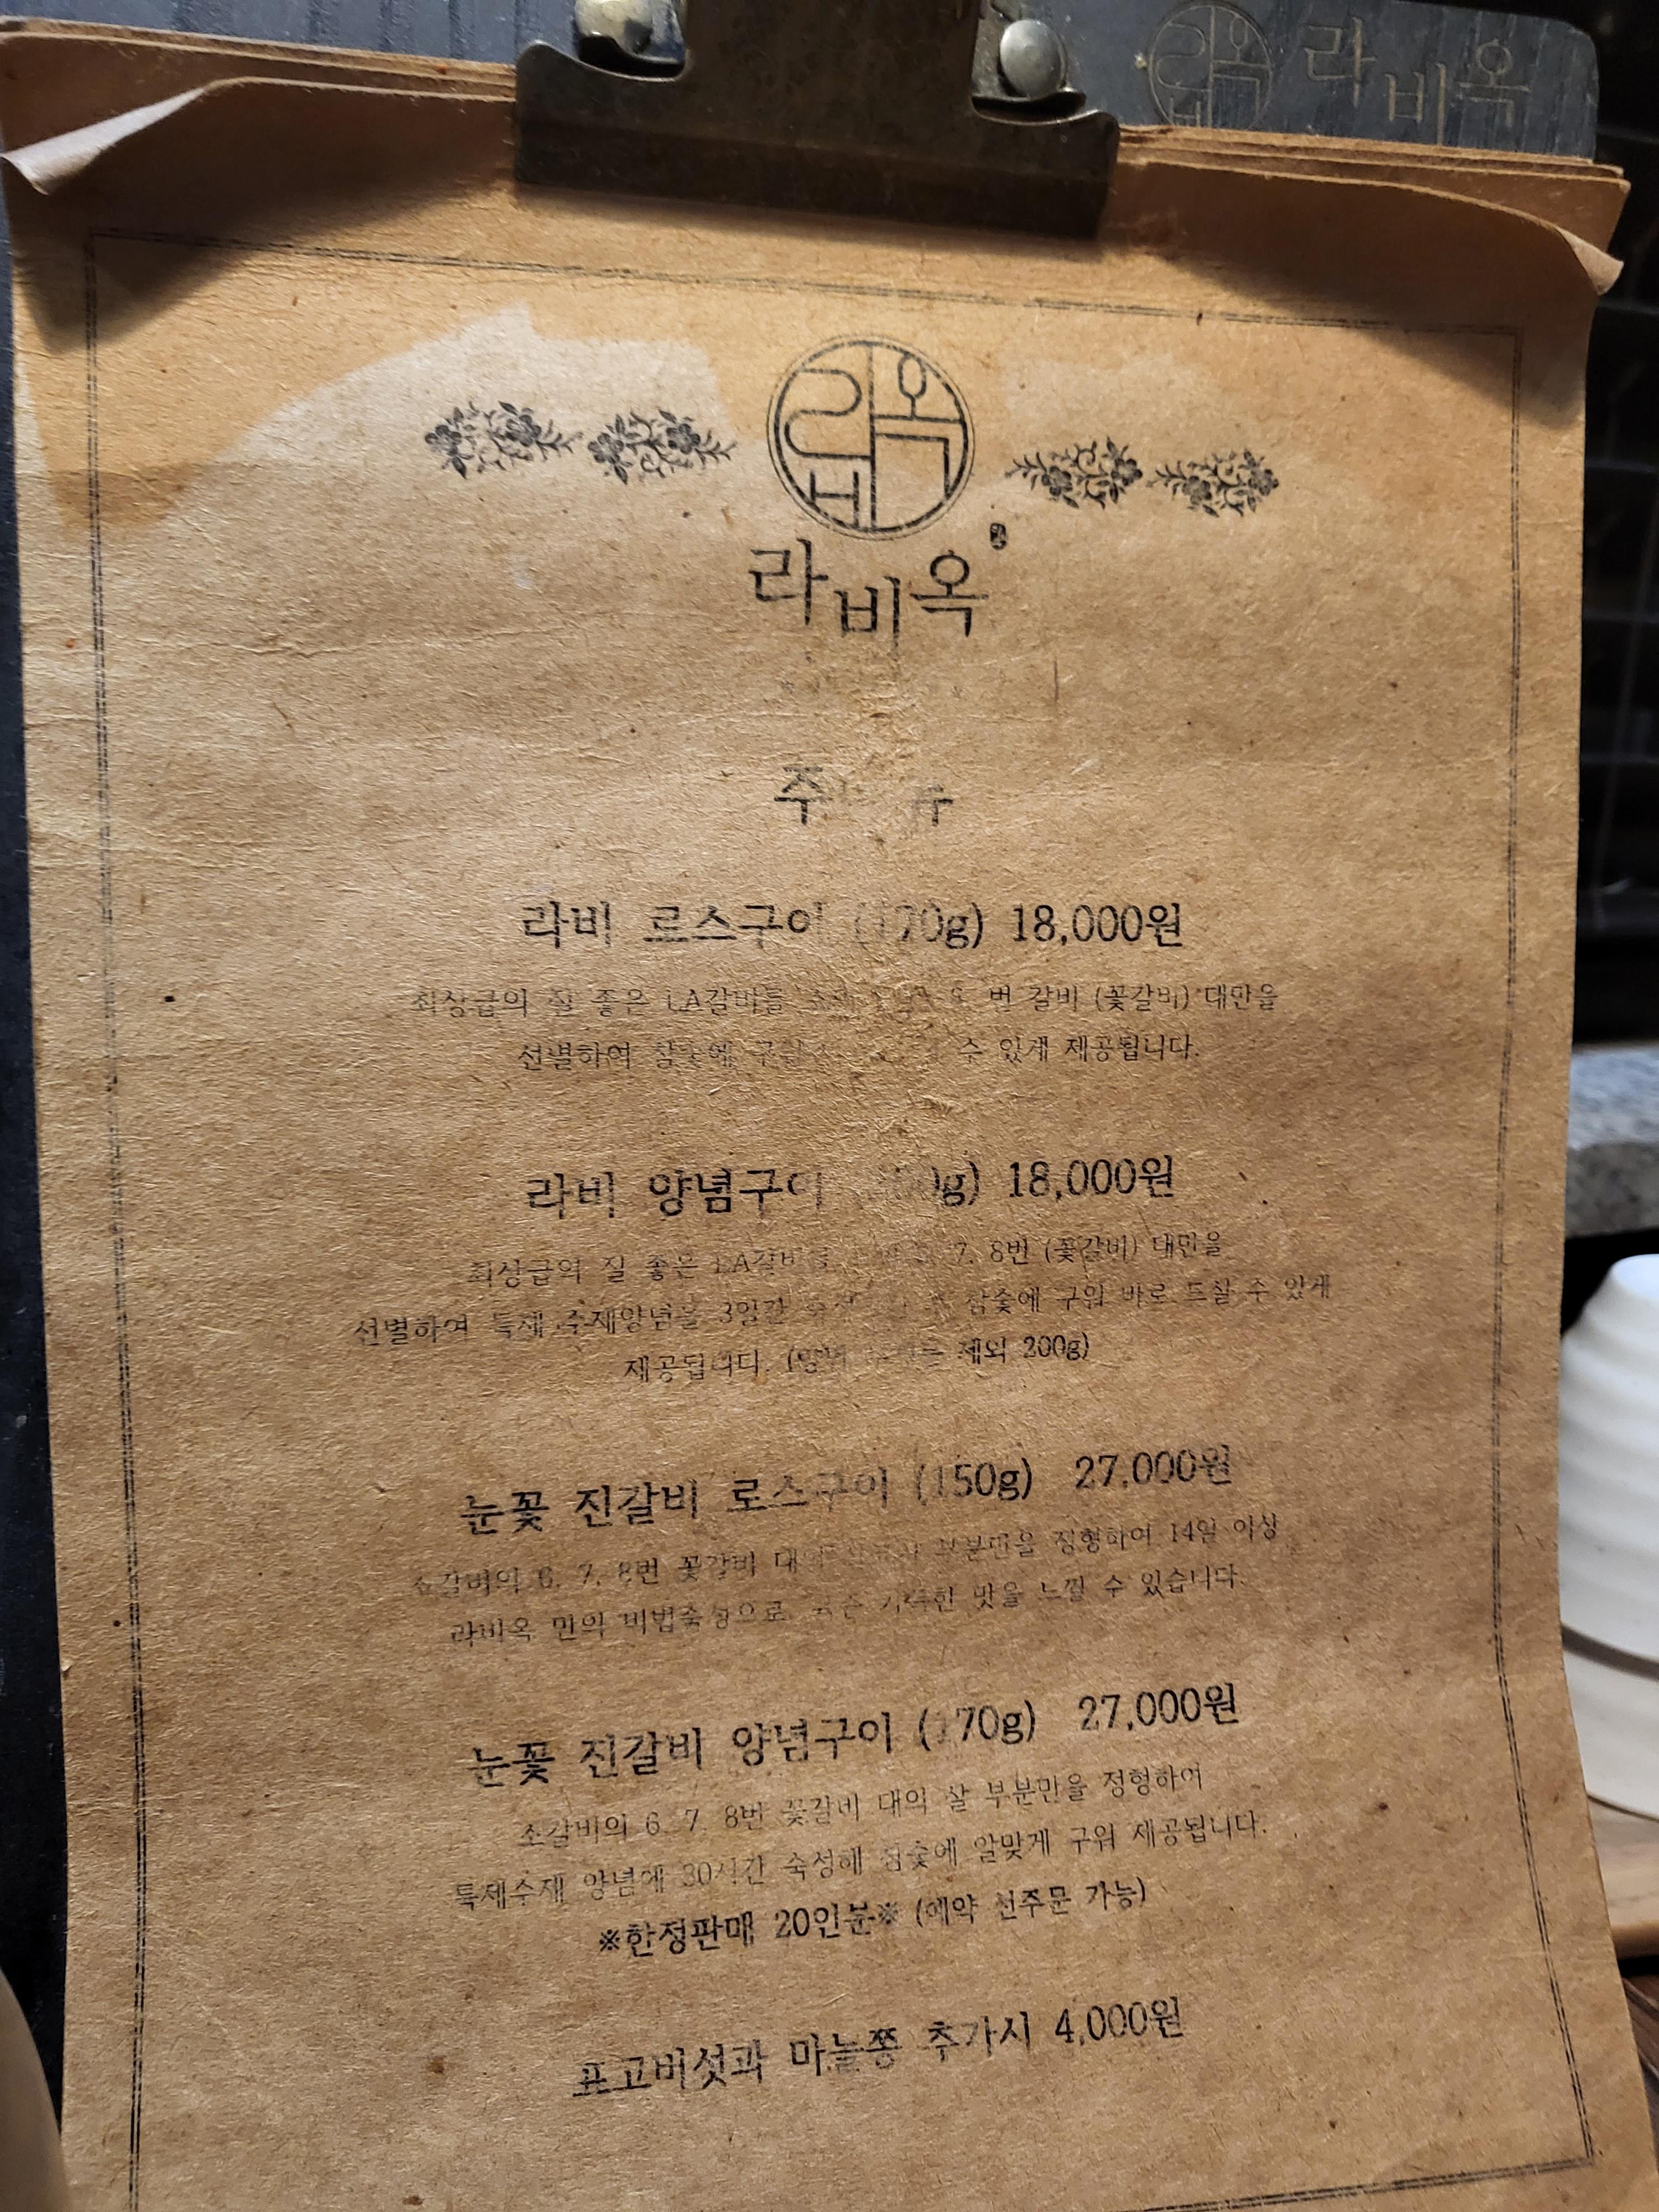 라비옥
라비옥
라비 로스구이 (170g) 18,000원
최상급의 질 좋은 LA갈비를 번 갈비 (꽃갈비) 대만을
선별하여 참숯에 수 있게 제공됩니다.
라비 양념구이 18,000원
최상급의 질 좋은 LA갈비 7, 8번 (꽃갈비) 대만을
선별하여 특제 수제양념을 3일간 참숯에 구워 바로 드실 수 있게
제공됩니다. 제외 200g)
눈꽃 진갈비 로스구이 (150g) 27,000원
소갈비의 6, 7, 8번 꽃갈비 부분만을 정형하여 14일 이상
라비옥 만의 비법숙성으로 맛을 느낄 수 있습니다.
눈꽃 진갈비 양념구이 (170g) 27,000원
소갈비의 6, 7, 8번 꽃갈비 대의 살 부분만을 정형하여
특제수제 양념에 30시간 숙성해 참숯에 알맞게 구워 제공됩니다.
※한정판매 20인분※ (예약 선주문 가능)
표고버섯과 마늘쫑 추가시 4,000원